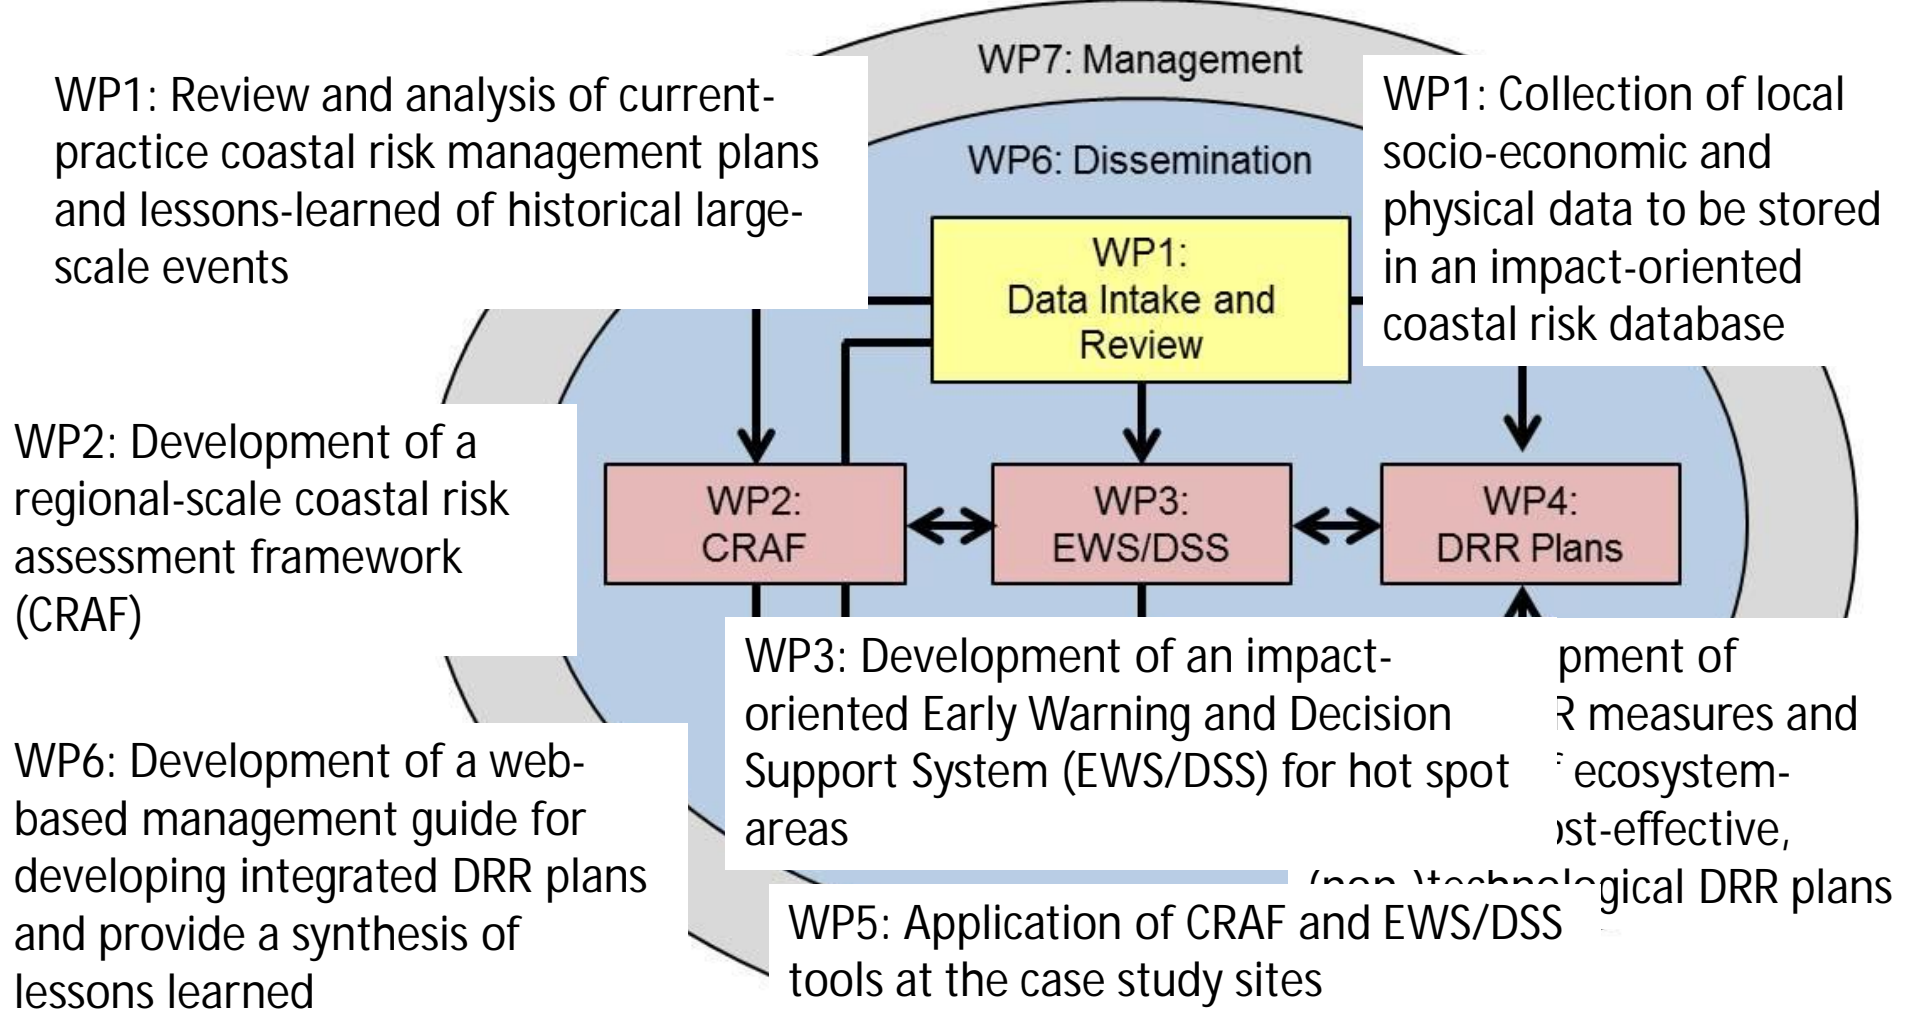 WP7: Management
WP6: Dissemination
WP1: Review and analysis of current-
practice coastal risk management plans
and lessons-learned of historical large-
scale events
WP1: Collection of local
socio-economic and
physical data to be stored
in an impact-oriented
coastal risk database
WP1:
Data Intake and
Review
WP2: Development of a
regional-scale coastal risk
assessment framework
(CRAF)
WP2:
CRAF
WP3:
EWS/DSS
WP4:
DRR Plans
WP3: Development of an impact-
oriented Early Warning and Decision
Support System (EWS/DSS) for hot spot
areas
pment of
R measures and
ecosystem-
st-effective,
(non-)technological DRR plans
WP6: Development of a web-
based management guide for
developing integrated DRR plans
and provide a synthesis of
lessons learned
WP5: Application of CRAF and EWS/DSS
tools at the case study sites